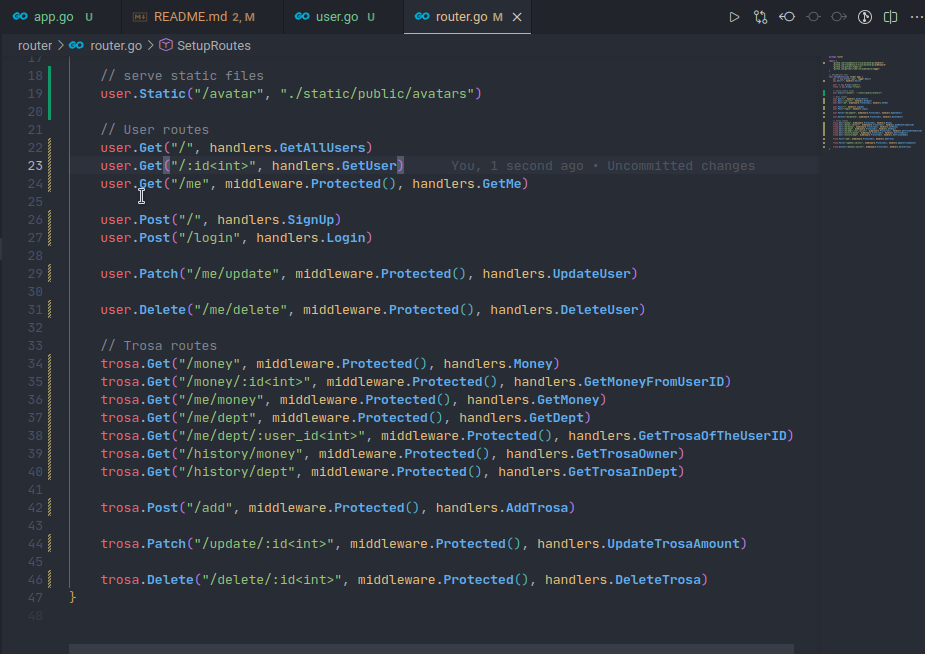 app.go U README.md 2, M user.go U router.go M
router > router.go > SetupRoutes
17
18 // serve static files
19 user.Static("/avatar", "./static/public/avatars")
20
21 // User routes
22 user.Get("/", handlers.GetAllUsers)
23 user.Get("/:id<int>", handlers.GetUser) You, 1 second ago • Uncommitted changes
24 user.Get("/me", middleware.Protected(), handlers.GetMe)
25
26 user.Post("/", handlers.SignUp)
27 user.Post("/login", handlers.Login)
28
29 user.Patch("/me/update", middleware.Protected(), handlers.UpdateUser)
30
31 user.Delete("/me/delete", middleware.Protected(), handlers.DeleteUser)
32
33 // Trosa routes
34 trosa.Get("/money", middleware.Protected(), handlers.Money)
35 trosa.Get("/money/:id<int>", middleware.Protected(), handlers.GetMoneyFromUserID)
36 trosa.Get("/me/money", middleware.Protected(), handlers.GetMoney)
37 trosa.Get("/me/dept", middleware.Protected(), handlers.GetDept)
38 trosa.Get("/me/dept/:user_id<int>", middleware.Protected(), handlers.GetTrosaOfTheUserID)
39 trosa.Get("/history/money", middleware.Protected(), handlers.GetTrosaOwner)
40 trosa.Get("/history/dept", middleware.Protected(), handlers.GetTrosaInDept)
41
42 trosa.Post("/add", middleware.Protected(), handlers.AddTrosa)
43
44 trosa.Patch("/update/:id<int>", middleware.Protected(), handlers.UpdateTrosaAmount)
45
46 trosa.Delete("/delete/:id<int>", middleware.Protected(), handlers.DeleteTrosa)
47 }
48